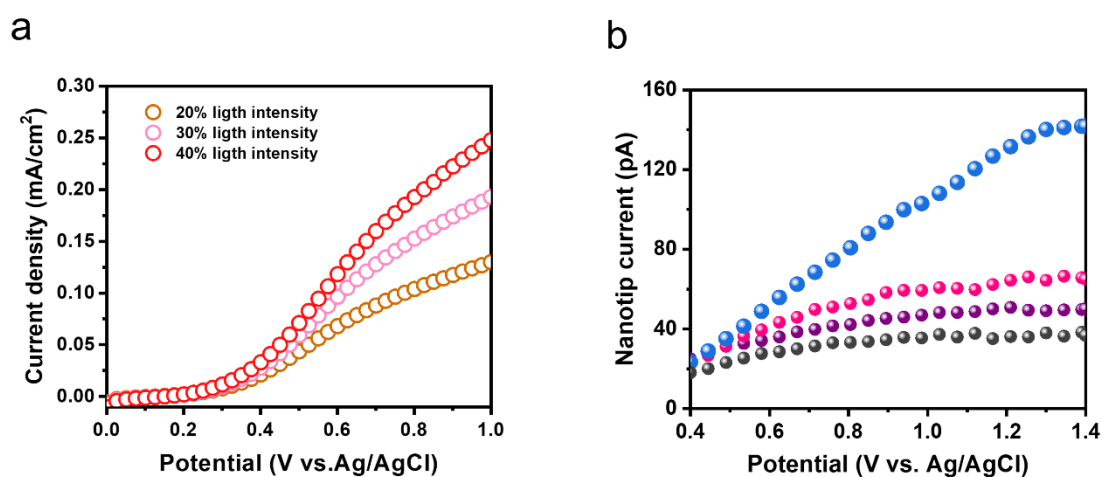 a
0.30
0.25
0.20
0.15
0.10
0.05
0.00
Current density (mA/cm²)
20% ligth intensity
30% ligth intensity
40% ligth intensity
0.0 0.2 0.4 0.6 0.8 1.0
Potential (V vs.Ag/AgCl)
b
160
120
80
40
0
Nanotip current (pA)
0.4 0.6 0.8 1.0 1.2 1.4
Potential (V vs. Ag/AgCl)